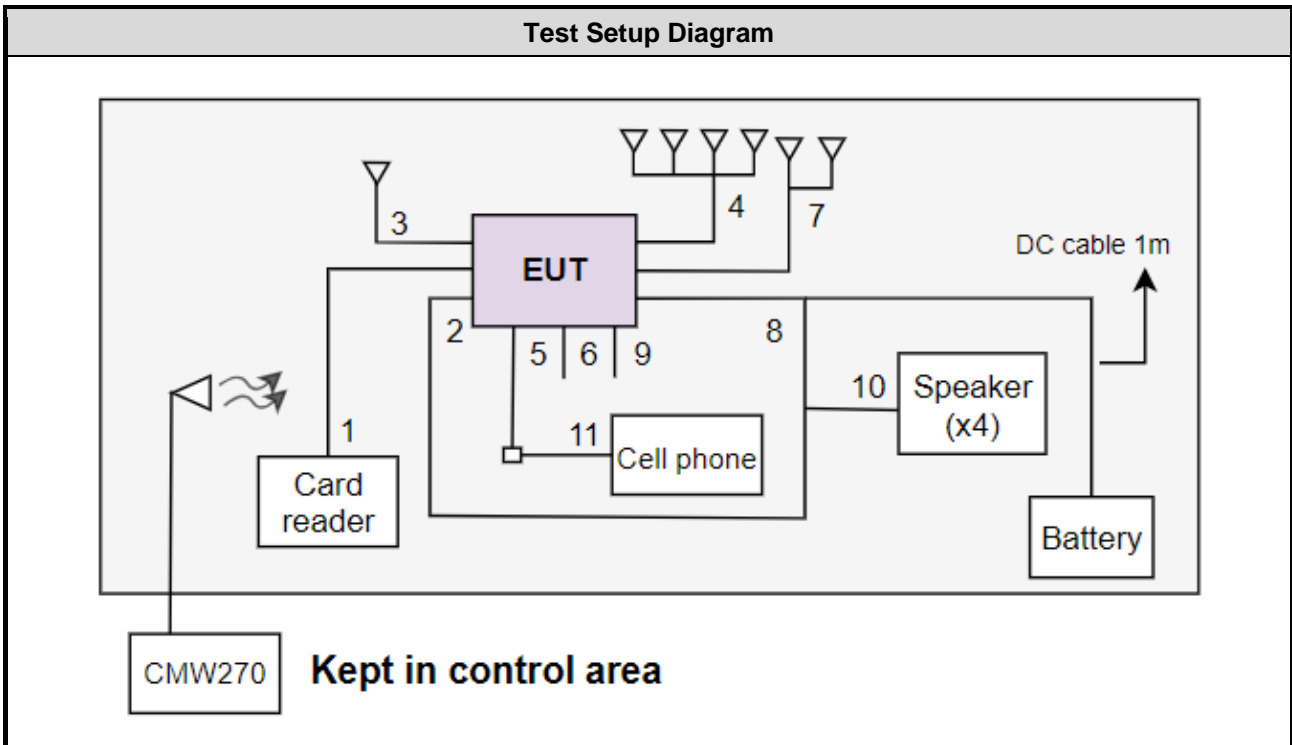 Test Setup Diagram
3
4
7
EUT
DC cable 1m
2
5
6
9
8
10
Speaker
(x4)
1
11
Cell phone
Card
reader
Battery
CMW270
Kept in control area